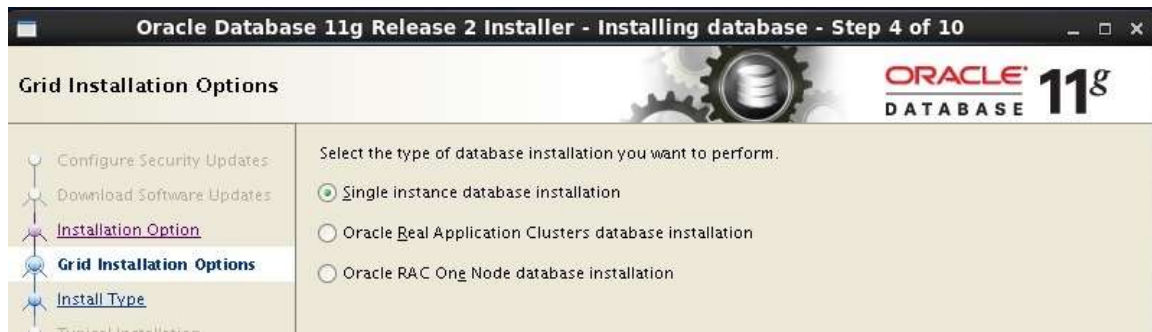 Oracle Database 11g Release 2 Installer - Installing database - Step 4 of 10
Grid Installation Options
ORACLE DATABASE 11g
Configure Security Updates
Download Software Updates
Installation Option
Grid Installation Options
Install Type
Typical Installation
Select the type of database installation you want to perform.
Single instance database installation
Oracle Real Application Clusters database installation
Oracle RAC One Node database installation